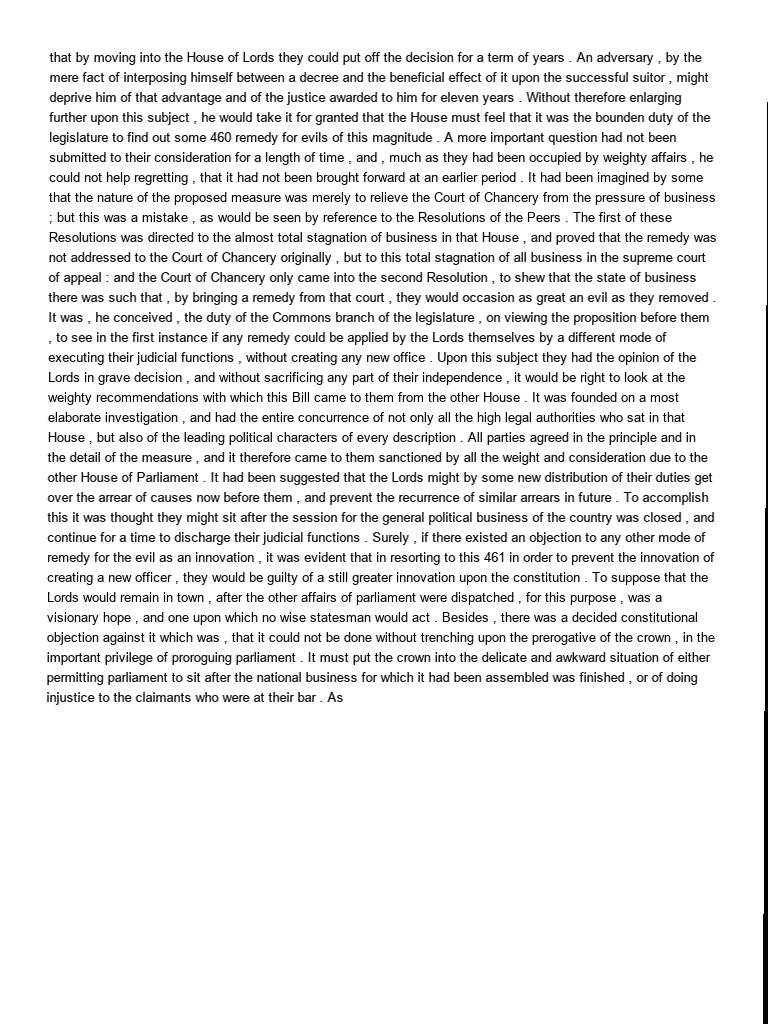 that by moving into the House of Lords they could put off the decision for a term of years . An adversary , by the
mere fact of interposing himself between a decree and the beneficial effect of it upon the successful suitor , might
deprive him of that advantage and of the justice awarded to him for eleven years . Without therefore enlarging
further upon this subject , he would take it for granted that the House must feel that it was the bounden duty of the
legislature to find out some 460 remedy for evils of this magnitude . A more important question had not been
submitted to their consideration for a length of time , and , much as they had been occupied by weighty affairs , he
could not help regretting , that it had not been brought forward at an earlier period . It had been imagined by some
that the nature of the proposed measure was merely to relieve the Court of Chancery from the pressure of business
; but this was a mistake , as would be seen by reference to the Resolutions of the Peers . The first of these
Resolutions was directed to the almost total stagnation of business in that House , and proved that the remedy was
not addressed to the Court of Chancery originally , but to this total stagnation of all business in the supreme court
of appeal : and the Court of Chancery only came into the second Resolution , to shew that the state of business
there was such that , by bringing a remedy from that court , they would occasion as great an evil as they removed .
It was , he conceived , the duty of the Commons branch of the legislature , on viewing the proposition before them
, to see in the first instance if any remedy could be applied by the Lords themselves by a different mode of
executing their judicial functions , without creating any new office . Upon this subject they had the opinion of the
Lords in grave decision , and without sacrificing any part of their independence , it would be right to look at the
weighty recommendations with which this Bill came to them from the other House . It was founded on a most
elaborate investigation , and had the entire concurrence of not only all the high legal authorities who sat in that
House , but also of the leading political characters of every description . All parties agreed in the principle and in
the detail of the measure , and it therefore came to them sanctioned by all the weight and consideration due to the
other House of Parliament . It had been suggested that the Lords might by some new distribution of their duties get
over the arrear of causes now before them , and prevent the recurrence of similar arrears in future . To accomplish
this it was thought they might sit after the session for the general political business of the country was closed , and
continue for a time to discharge their judicial functions . Surely , if there existed an objection to any other mode of
remedy for the evil as an innovation , it was evident that in resorting to this 461 in order to prevent the innovation of
creating a new officer , they would be guilty of a still greater innovation upon the constitution . To suppose that the
Lords would remain in town , after the other affairs of parliament were dispatched , for this purpose , was a
visionary hope , and one upon which no wise statesman would act . Besides , there was a decided constitutional
objection against it which was , that it could not be done without trenching upon the prerogative of the crown , in the
important privilege of proroguing parliament . It must put the crown into the delicate and awkward situation of either
permitting parliament to sit after the national business for which it had been assembled was finished , or of doing
injustice to the claimants who were at their bar . As